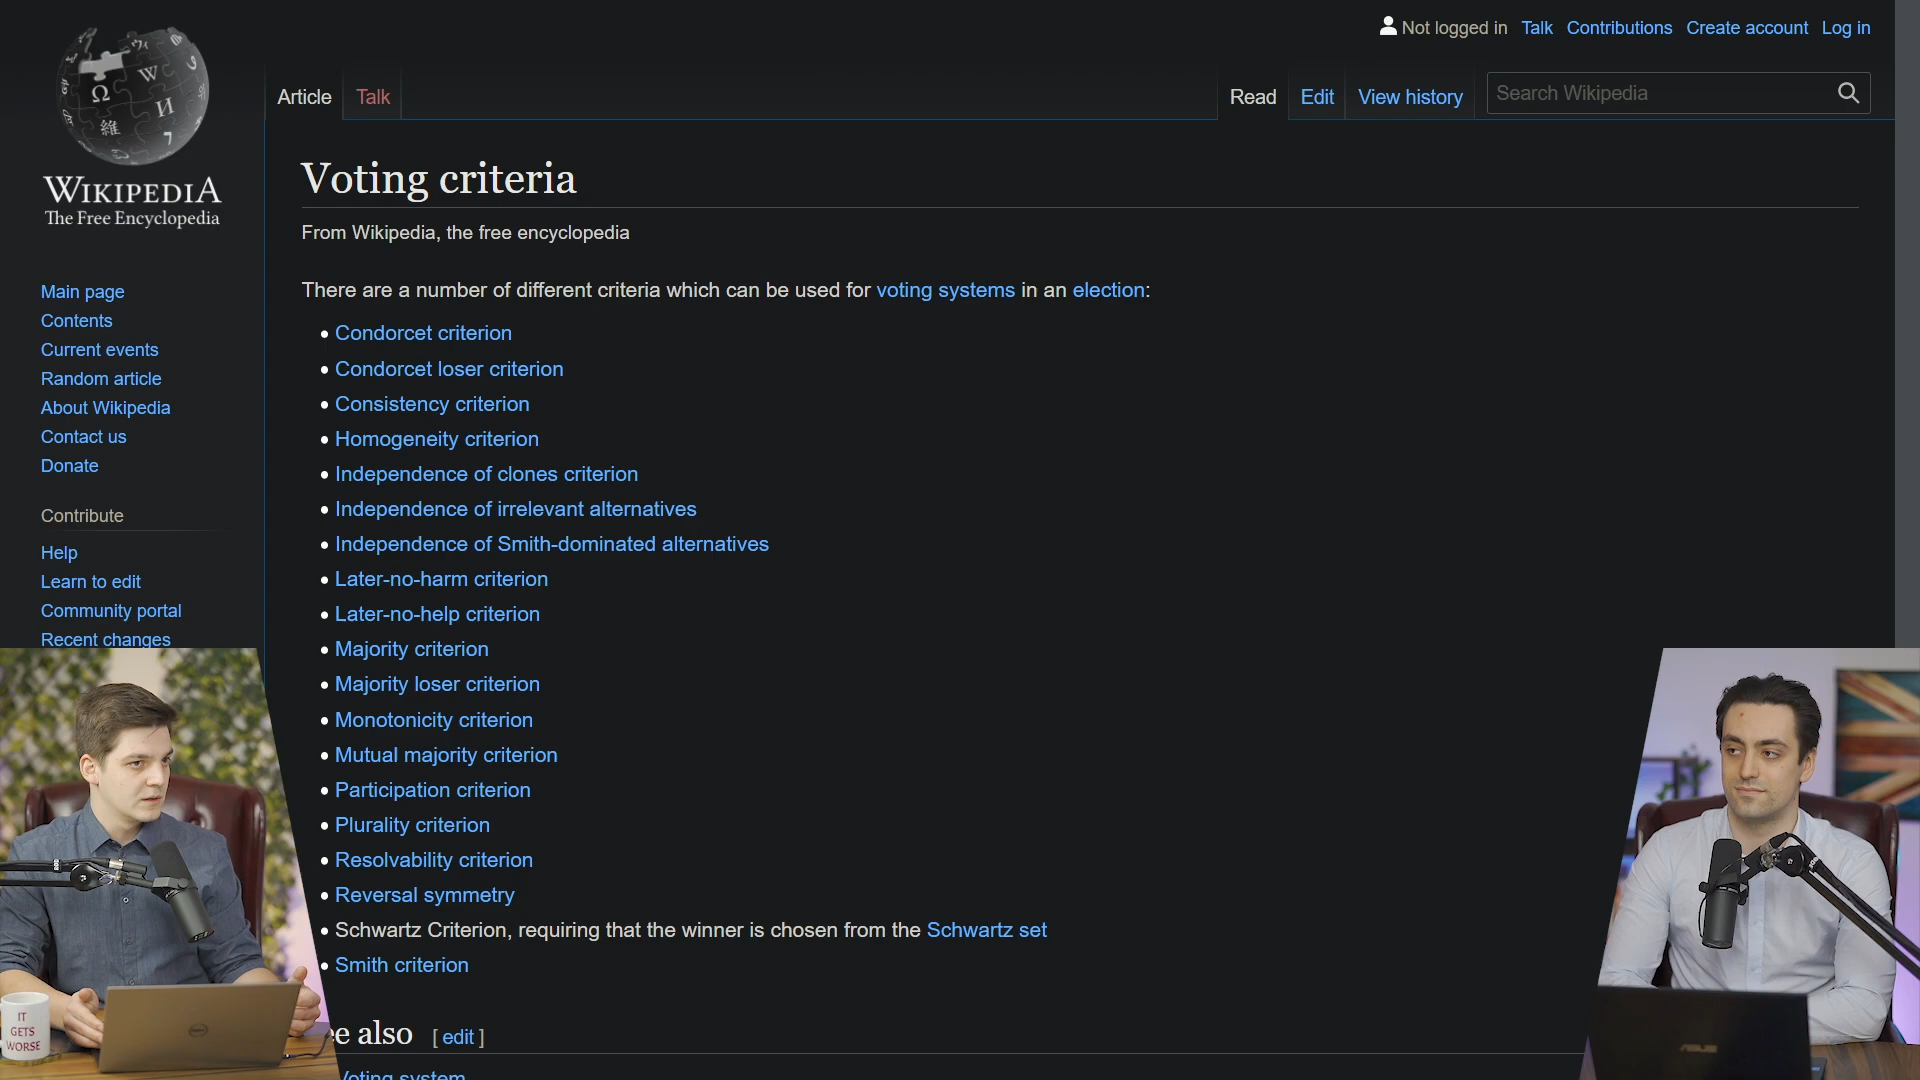 Not logged in Talk Contributions Create account Log in
Article Talk Read Edit View history Search Wikipedia
WIKIPEDIA
The Free Encyclopedia
Voting criteria
From Wikipedia, the free encyclopedia
There are a number of different criteria which can be used for voting systems in an election:
• Condorcet criterion
• Condorcet loser criterion
• Consistency criterion
• Homogeneity criterion
• Independence of clones criterion
• Independence of irrelevant alternatives
• Independence of Smith-dominated alternatives
• Later-no-harm criterion
• Later-no-help criterion
• Majority criterion
• Majority loser criterion
• Monotonicity criterion
• Mutual majority criterion
• Participation criterion
• Plurality criterion
• Resolvability criterion
• Reversal symmetry
• Schwartz Criterion, requiring that the winner is chosen from the Schwartz set
• Smith criterion
e also [ edit ]
Voting system
Main page
Contents
Current events
Random article
About Wikipedia
Contact us
Donate
Contribute
Help
Learn to edit
Community portal
Recent changes
IT
GETS
WORSE
DELL
ASUS